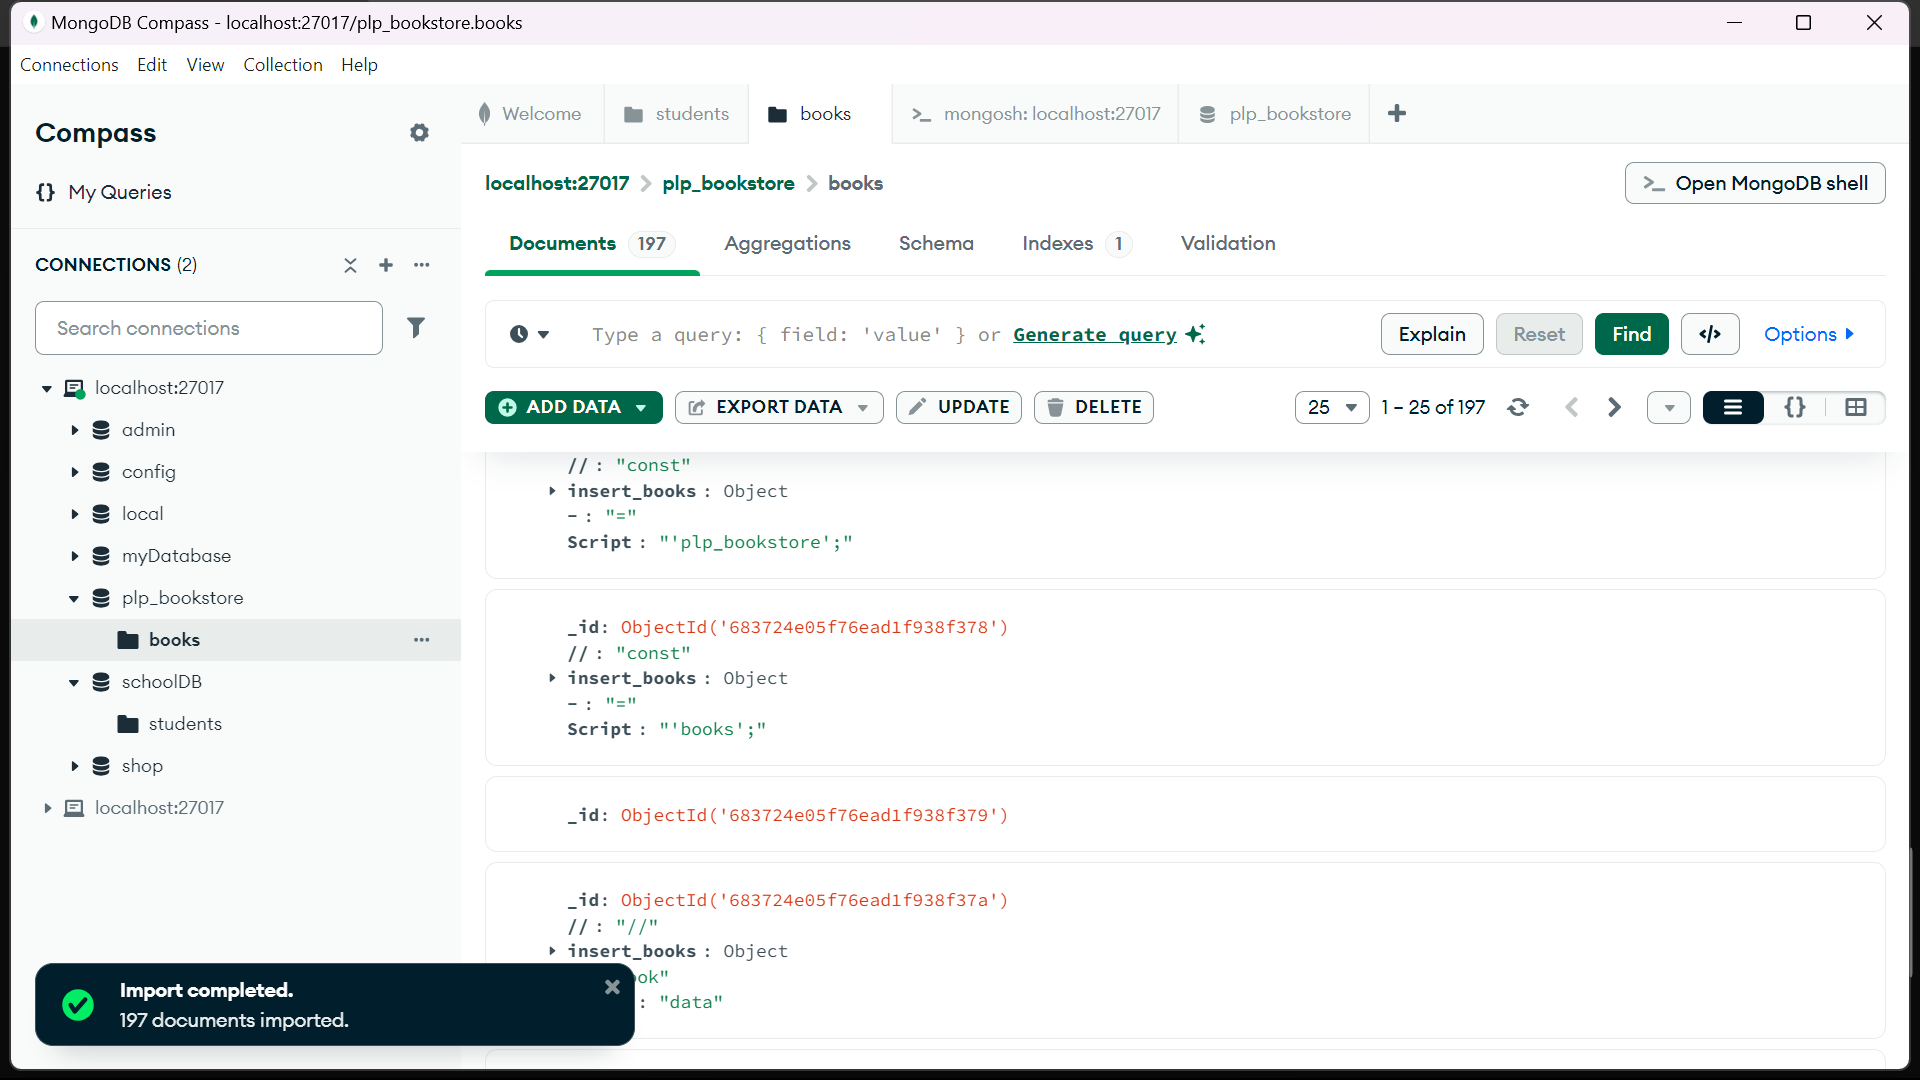 MongoDB Compass - localhost:27017/plp_bookstore.books
Connections Edit View Collection Help
Compass
{} My Queries
CONNECTIONS (2)
Search connections
localhost:27017
admin
config
local
myDatabase
plp_bookstore
books
schoolDB
students
shop
localhost:27017
Welcome students books >_ mongosh: localhost:27017 plp_bookstore +
localhost:27017 > plp_bookstore > books
>_ Open MongoDB shell
Documents 197 Aggregations Schema Indexes 1 Validation
Type a query: { field: 'value' } or Generate query
Explain Reset Find </> Options
ADD DATA EXPORT DATA UPDATE DELETE
25 1 – 25 of 197 {}
// : "const"
insert_books : Object
- : "="
Script : "'plp_bookstore';"
_id: ObjectId('683724e05f76ead1f938f378')
// : "const"
insert_books : Object
- : "="
Script : "'books';"
_id: ObjectId('683724e05f76ead1f938f379')
_id: ObjectId('683724e05f76ead1f938f37a')
// : "//"
insert_books : Object
ok"
: "data"
Import completed.
197 documents imported.